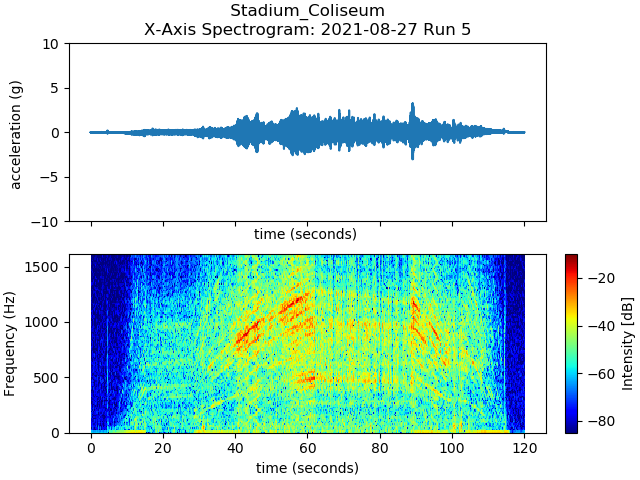 Stadium_Coliseum
X-Axis Spectrogram: 2021-08-27 Run 5
10
5
0
−5
−10
acceleration (g)
time (seconds)
1500
1000
500
0
Frequency (Hz)
0 20 40 60 80 100 120
time (seconds)
−20
−40
−60
−80
Intensity [dB]